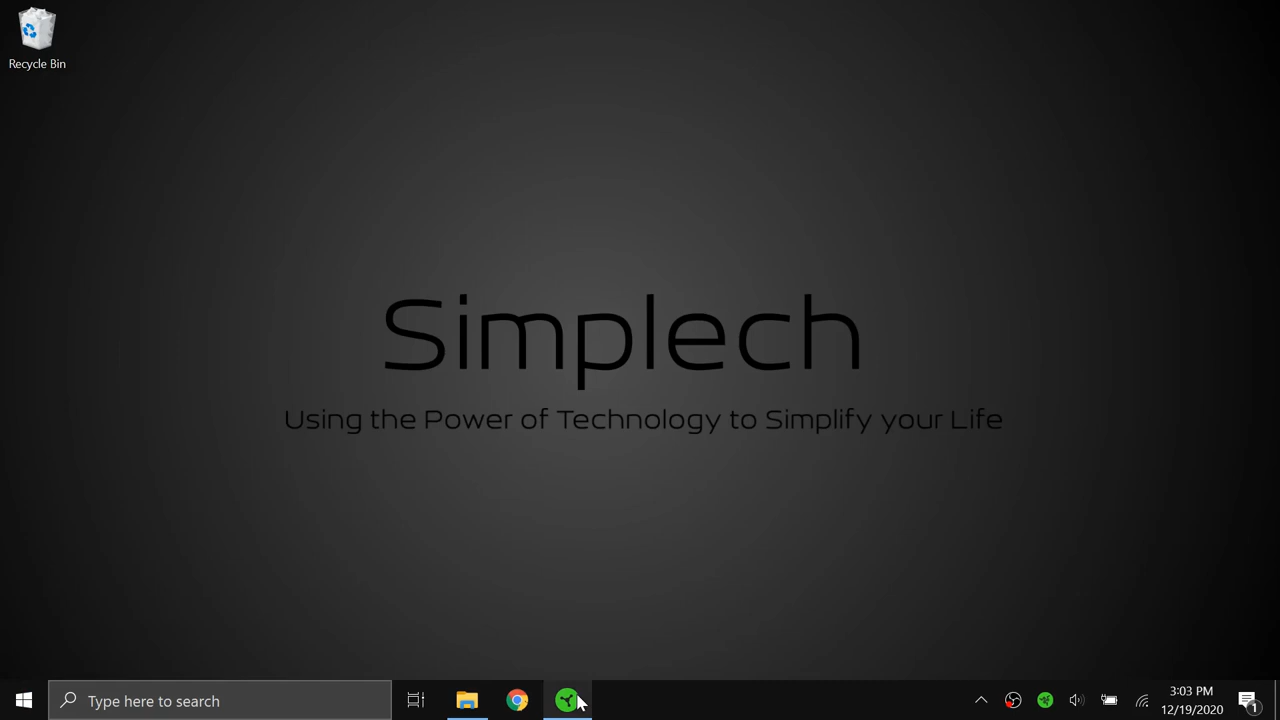 Recycle Bin
Simplech
Using the Power of Technology to Simplify your Life
Type here to search
3:03 PM
12/19/2020
1